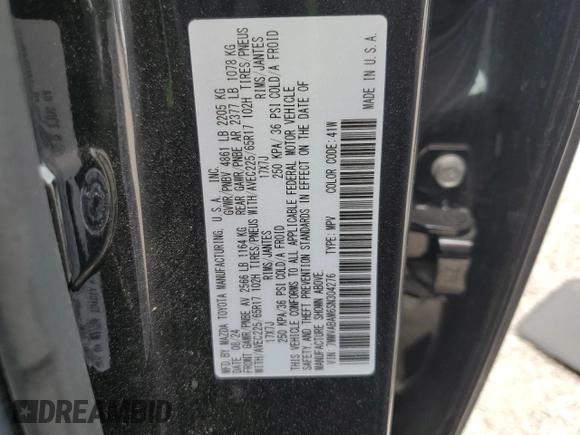 MFD.BY MAZDA TOYOTA MANUFACTURING, U.S.A. INC.
DATE 08/24 GVWR/PNBV 4861 LB 2205 KG
FRONT GAWR/PNBE AV 2566 LB 1164 KG REAR GAWR/PNBE AR 2377 LB 1078 KG
WITH/AVEC225/65R17 102H TIRES/PNEUS WITH/AVEC225/65R17 102H TIRES/PNEUS
17X7J RIMS/JANTES 17X7J RIMS/JANTES
250 KPA/36 PSI COLD/A FROID 250 KPA/ 36 PSI COLD/A FROID
THIS VEHICLE CONFORMS TO ALL APPLICABLE FEDERAL MOTOR VEHICLE
SAFETY AND THEFT PREVENTION STANDARDS IN EFFECT ON THE DATE OF
MANUFACTURE SHOWN ABOVE.
VIN:7MMVABAM6SN304276 TYPE: MPV COLOR CODE: 41W
MADE IN U.S.A.
DREAMBID